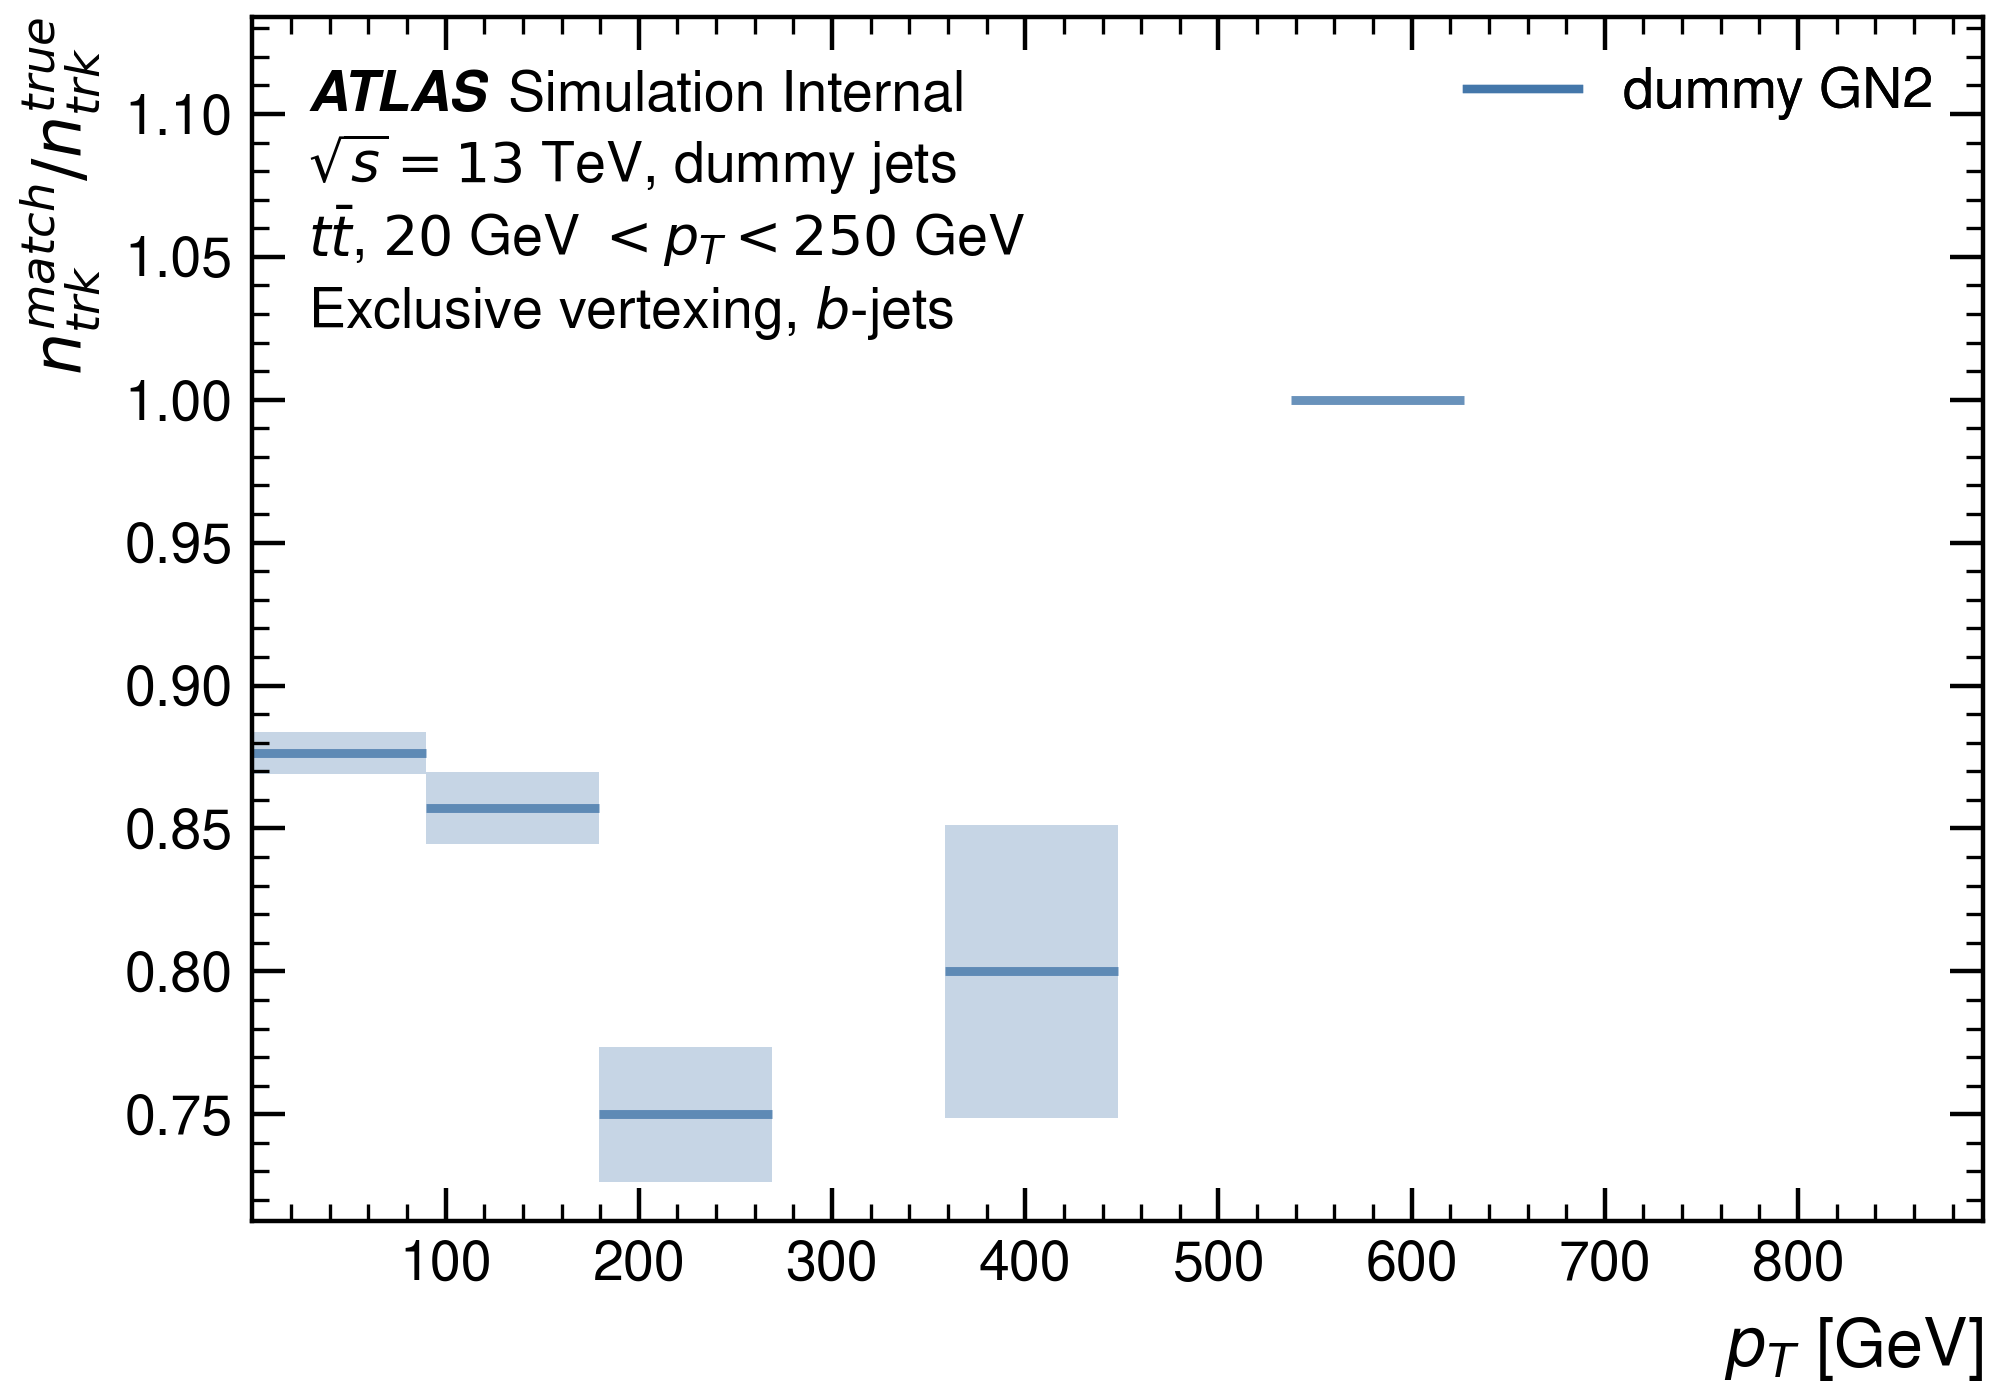 ATLAS Simulation Internal
√s = 13 TeV, dummy jets
tt̄, 20 GeV < p_T < 250 GeV
Exclusive vertexing, b-jets
dummy GN2
n_trk^match/n_trk^true
1.10
1.05
1.00
0.95
0.90
0.85
0.80
0.75
100 200 300 400 500 600 700 800
p_T [GeV]